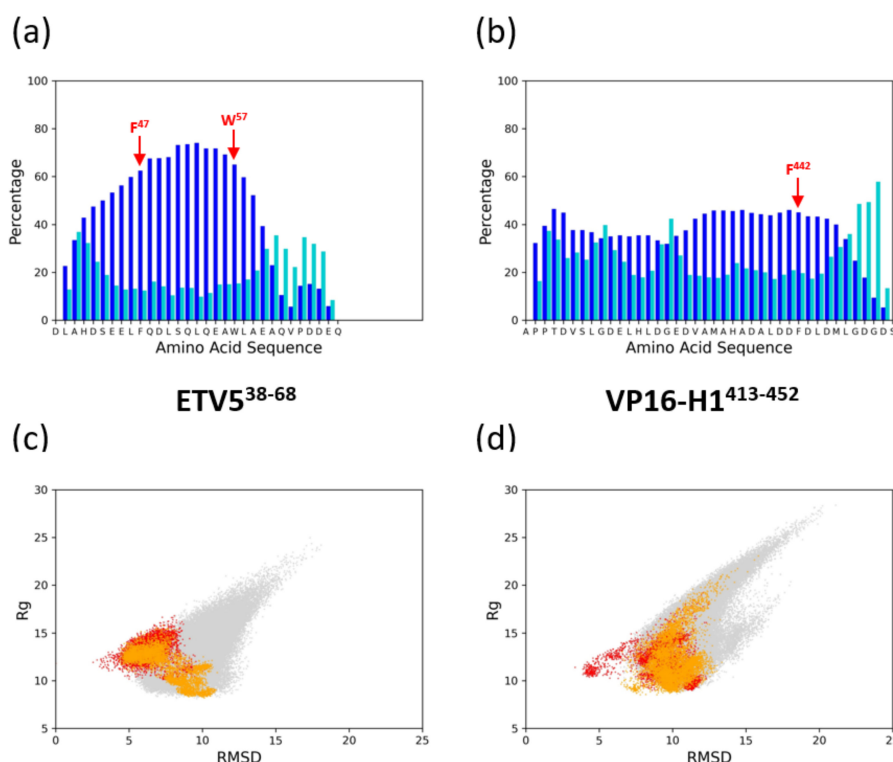 (a)
(b)
100
80
60
40
20
0
Percentage
F47
W57
D L A H D S E E L F Q D L S Q L Q E A W L A E A Q V P D D E Q
Amino Acid Sequence
100
80
60
40
20
0
Percentage
F442
A P P T D V S L G D E L H L D G E D V A M A H A D A L D D F D L D M L G D G D S
Amino Acid Sequence
ETV538-68
VP16-H1413-452
(c)
(d)
30
25
20
15
10
5
Rg
0 5 10 15 20 25
RMSD
30
25
20
15
10
5
Rg
0 5 10 15 20
RMSD